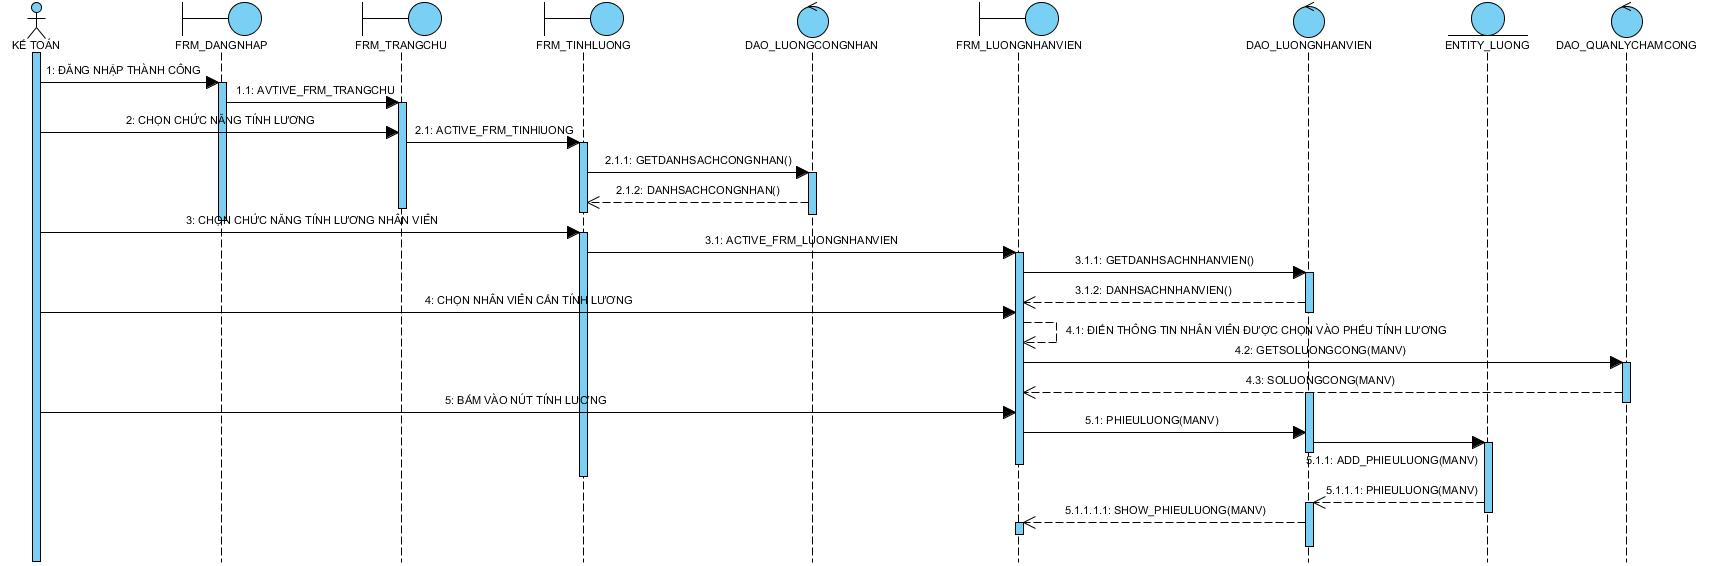 KẾ TOÁN
FRM_DANGNHAP
FRM_TRANGCHU
FRM_TINHLUONG
DAO_LUONGCONGNHAN
FRM_LUONGNHANVIEN
DAO_LUONGNHANVIEN
ENTITY_LUONG
DAO_QUANLYCHAMCONG
1: ĐĂNG NHẬP THÀNH CÔNG
1.1: AVTIVE_FRM_TRANGCHU
2: CHỌN CHỨC NĂNG TÍNH LƯƠNG
2.1: ACTIVE_FRM_TINHlUONG
2.1.1: GETDANHSACHCONGNHAN()
2.1.2: DANHSACHCONGNHAN()
3: CHỌN CHỨC NĂNG TÍNH LƯƠNG NHÂN VIÊN
3.1: ACTIVE_FRM_LUONGNHANVIEN
3.1.1: GETDANHSACHNHANVIEN()
3.1.2: DANHSACHNHANVIEN()
4: CHỌN NHÂN VIÊN CẦN TÍNH LƯƠNG
4.1: ĐIỀN THÔNG TIN NHÂN VIÊN ĐƯỢC CHỌN VÀO PHẾU TÍNH LƯƠNG
4.2: GETSOLUONGCONG(MANV)
4.3: SOLUONGCONG(MANV)
5: BẤM VÀO NÚT TÍNH LƯƠNG
5.1: PHIEULUONG(MANV)
5.1.1: ADD_PHIEULUONG(MANV)
5.1.1.1: PHIEULUONG(MANV)
5.1.1.1.1: SHOW_PHIEULUONG(MANV)